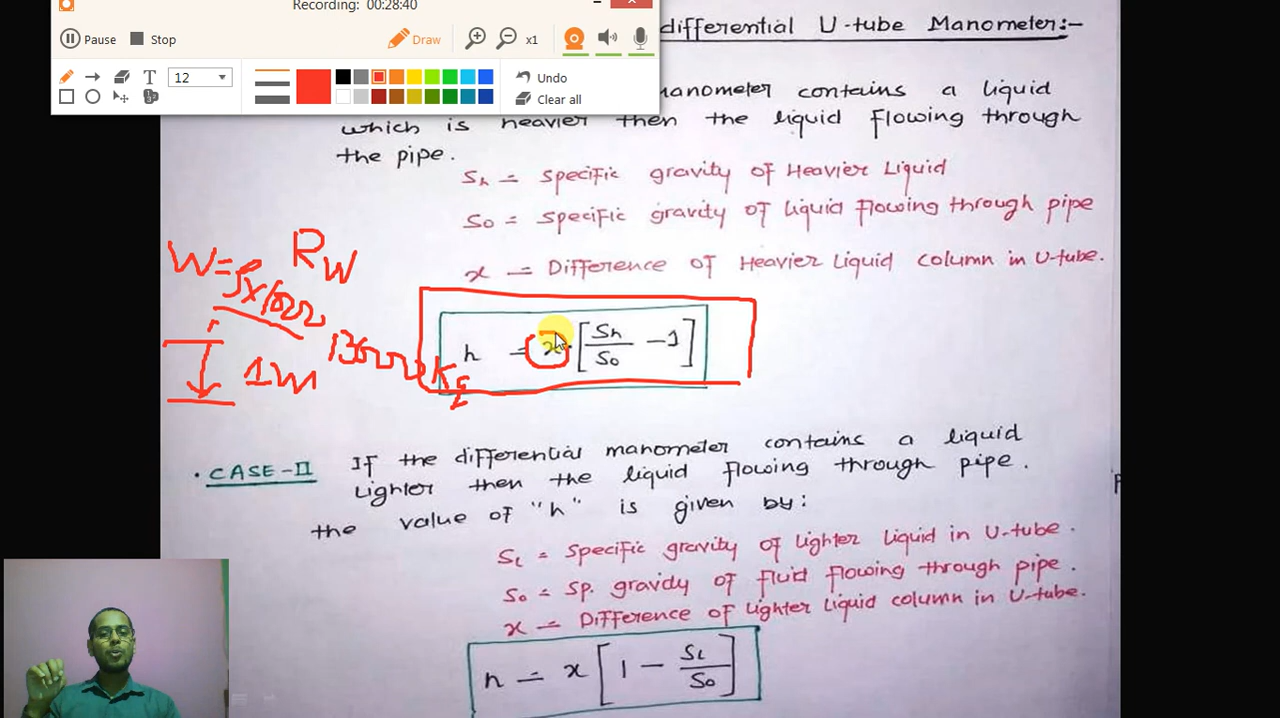 Recording: 00:28:40
Pause Stop Draw x1
T 12 Undo
Clear all
differential U-tube Manometer:-
manometer contains a liquid
which is heavier then the liquid flowing through
the pipe.
Sh = specific gravity of Heavier Liquid
So = specific gravity of liquid flowing through pipe
x = Difference of Heavier Liquid column in U-tube.
RW
W=
1m
13600 Kg
h = x. [Sh/So - 1]
• CASE-II If the differential manometer contains a liquid
Lighter then the liquid flowing through pipe.
the value of "h" is given by:
SL = specific gravity of lighter liquid in U-tube.
So = Sp. gravidy of fluid flowing through pipe.
x = Difference of lighter liquid column in U-tube.
h = x [1 - SL/So]